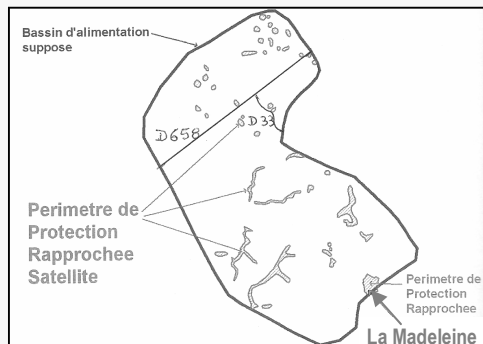 Bassin d'alimentation
suppose
D658
D33
Perimetre de
Protection
Rapprochee
Satellite
Perimetre de
Protection
Rapprochee
La Madeleine